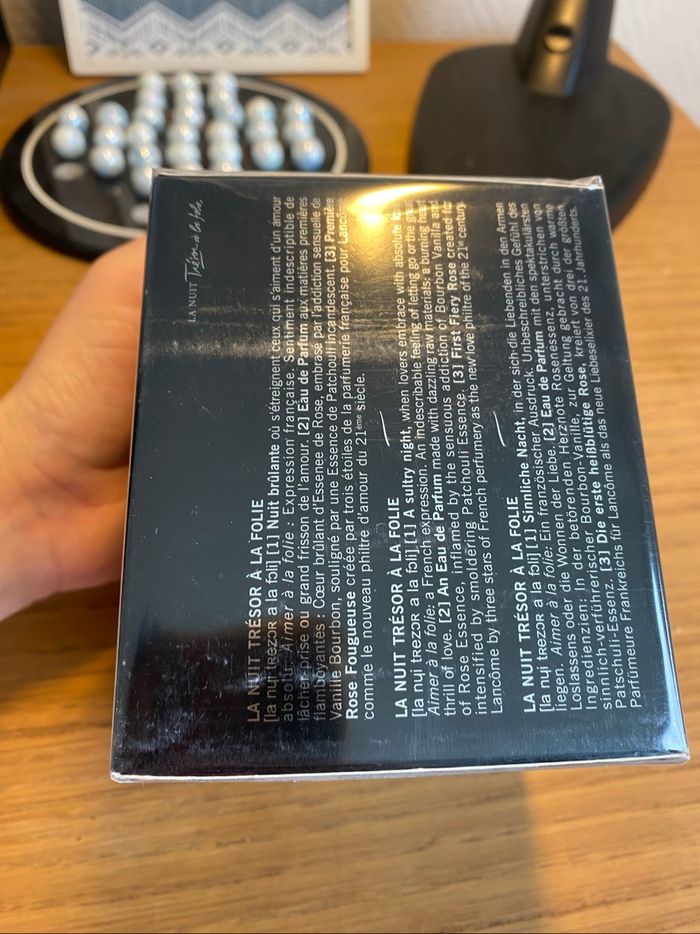 LA NUIT Trésor à la folie
LA NUIT TRÉSOR À LA FOLIE
[la nɥi tʀezɔʀ a la fɔli] [1] Nuit brûlante où s'étreignent ceux qui s'aiment d'un amour
absolu. Aimer à la folie : Expression française. Sentiment indescriptible de
lâcher-prise ou grand frisson de l'amour. [2] Eau de Parfum aux matières premières
flamboyantes : Cœur brûlant d'Essence de Rose, embrasé par l'addiction sensuelle de
Vanille Bourbon, souligné par une Essence de Patchouli incandescent. [3] Première
Rose Fougueuse créée par trois étoiles de la parfumerie française pour Lancôme
comme le nouveau philtre d'amour du 21ème siècle.
LA NUIT TRÉSOR À LA FOLIE
[la nɥi tʀezɔʀ a la fɔli] [1] A sultry night, when lovers embrace with absolute love.
Aimer à la folie: a French expression. An indescribable feeling of letting go or the great
thrill of love. [2] An Eau de Parfum made with dazzling raw materials: a burning heart
of Rose Essence, inflamed by the sensuous addiction of Bourbon Vanilla and
intensified by smoldering Patchouli Essence. [3] First Fiery Rose created for
Lancôme by three stars of French perfumery as the new love philtre of the 21st century.
LA NUIT TRÉSOR À LA FOLIE
[la nɥi tʀezɔʀ a la fɔli] [1] Sinnliche Nacht, in der sich die Liebenden in den Armen
liegen. Aimer à la folie: Ein französischer Ausdruck. Unbeschreibliches Gefühl des
Loslassens oder die Wonnen der Liebe. [2] Eau de Parfum mit den spektakulärsten
Ingredienzien: In der betörenden Herznote Rosenessenz, unterstrichen von
sinnlich-verführerischer Bourbon-Vanille, zur Geltung gebracht durch warme
Patschuli-Essenz. [3] Die erste heißblütige Rose, kreiert von drei der größten
Parfümeure Frankreichs für Lancôme als das neue Liebeselixier des 21. Jahrhunderts.